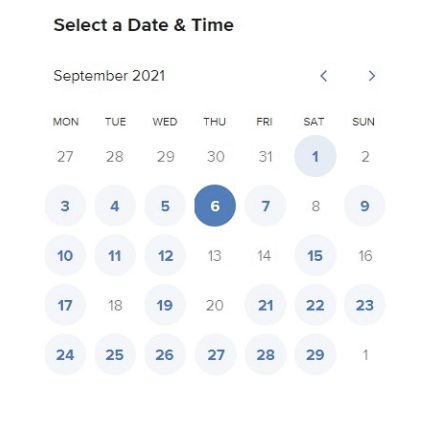 Select a Date & Time
September 2021
MON TUE WED THU FRI SAT SUN
27 28 29 30 31 1 2
3 4 5 6 7 8 9
10 11 12 13 14 15 16
17 18 19 20 21 22 23
24 25 26 27 28 29 1